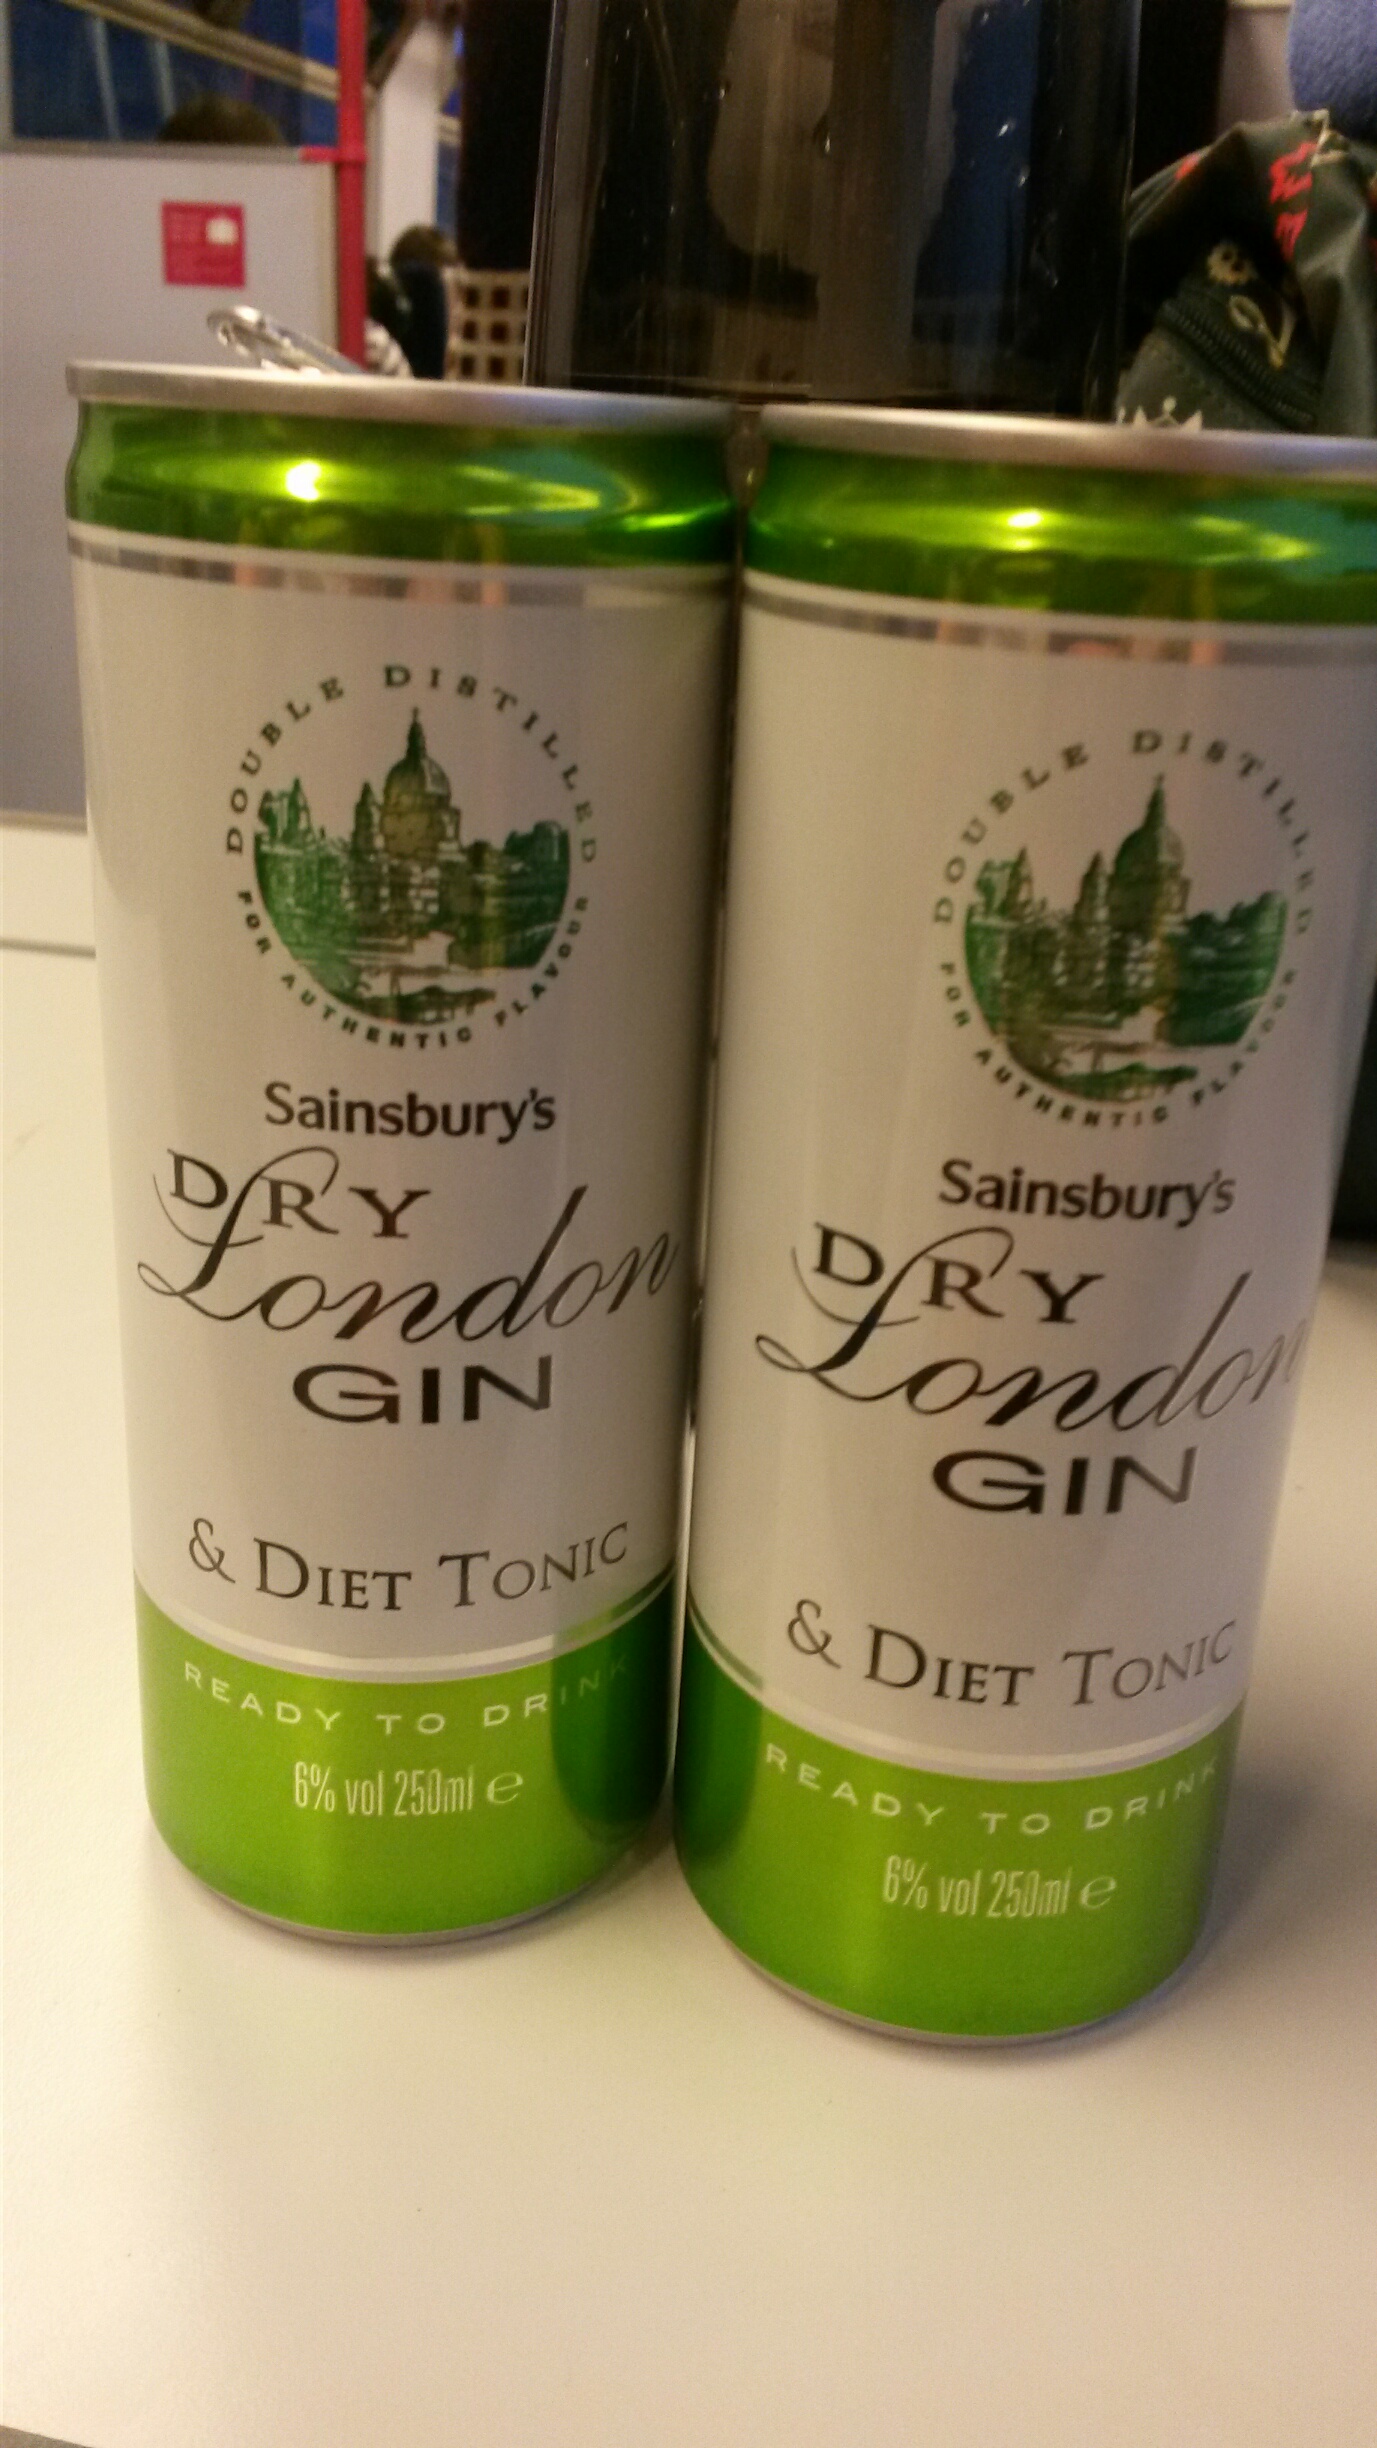 DOUBLE DISTILLED
FOR AUTHENTIC FLAVOUR
Sainsbury's
DRY
London
GIN
& DIET TONIC
READY TO DRINK
6% vol 250ml e
DOUBLE DISTILLED
FOR AUTHENTIC FLAVOUR
Sainsbury's
DRY
London
GIN
& DIET TONIC
READY TO DRINK
6% vol 250ml e